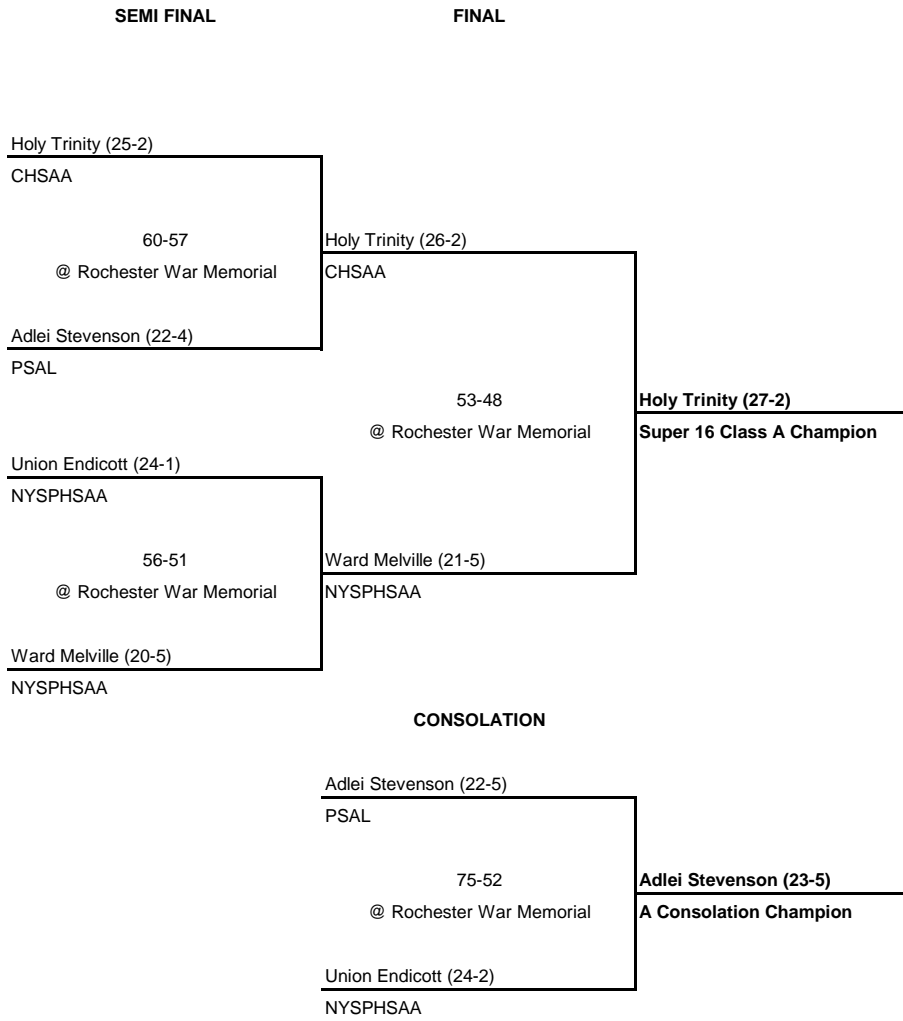 SEMI FINAL FINAL
Holy Trinity (25-2)
CHSAA
60-57 Holy Trinity (26-2)
@ Rochester War Memorial CHSAA
Adlei Stevenson (22-4)
PSAL
53-48 Holy Trinity (27-2)
@ Rochester War Memorial Super 16 Class A Champion
Union Endicott (24-1)
NYSPHSAA
56-51 Ward Melville (21-5)
@ Rochester War Memorial NYSPHSAA
Ward Melville (20-5)
NYSPHSAA
CONSOLATION
Adlei Stevenson (22-5)
PSAL
75-52 Adlei Stevenson (23-5)
@ Rochester War Memorial A Consolation Champion
Union Endicott (24-2)
NYSPHSAA